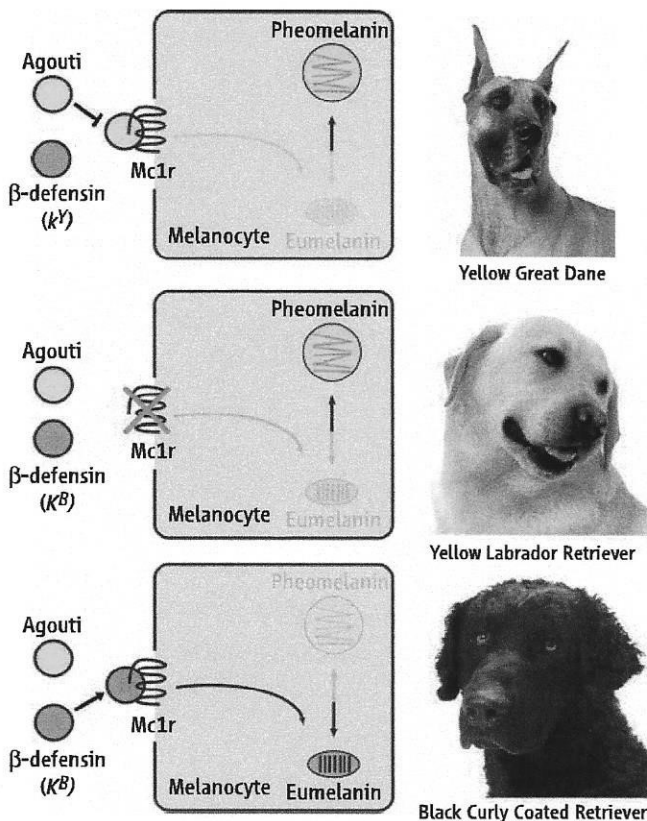 Pheomelanin
Agouti
Mc1r
β-defensin
(kʸ)
Melanocyte
Eumelanin
Yellow Great Dane
Pheomelanin
Agouti
Mc1r
β-defensin
(Kᴮ)
Melanocyte
Eumelanin
Yellow Labrador Retriever
Pheomelanin
Agouti
Mc1r
β-defensin
(Kᴮ)
Melanocyte
Eumelanin
Black Curly Coated Retriever